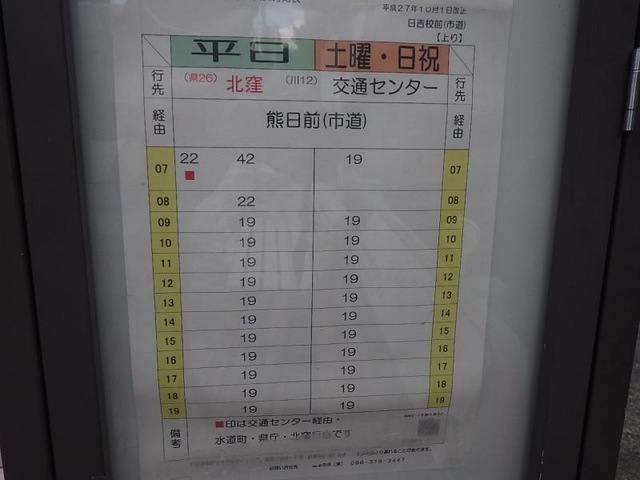 平成27年10月1日改正
日吉校前(市道)
【上り】
平日 土曜・日祝
行先 (県26) 北窪 (川12) 交通センター 行先
経由 熊日前(市道) 経由
07 22 42 19 07
■
08 22 08
09 19 19 09
10 19 19 10
11 19 19 11
12 19 19 12
13 19 19 13
14 19 19 14
15 19 19 15
16 19 19 16
17 19 19 17
18 19 19 18
19 19 19 19
備考 ■印は交通センター経由・
水道町・県庁・北窪